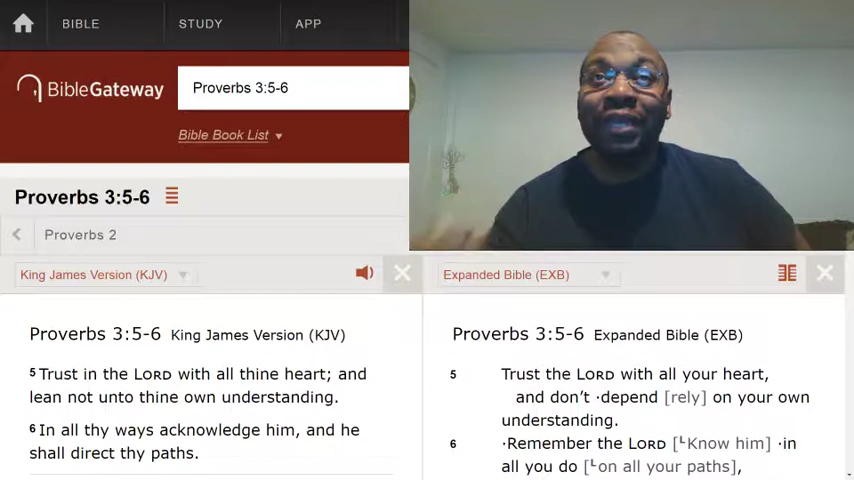 BIBLE STUDY APP
BibleGateway
Proverbs 3:5-6
Bible Book List
Proverbs 3:5-6
Proverbs 2
King James Version (KJV)
Proverbs 3:5-6 King James Version (KJV)
5 Trust in the LORD with all thine heart; and
lean not unto thine own understanding.
6 In all thy ways acknowledge him, and he
shall direct thy paths.
Expanded Bible (EXB)
Proverbs 3:5-6 Expanded Bible (EXB)
5 Trust the LORD with all your heart,
and don’t ·depend [rely] on your own
understanding.
6 ·Remember the LORD [ᴸKnow him] ·in
all you do [ᴸon all your paths],